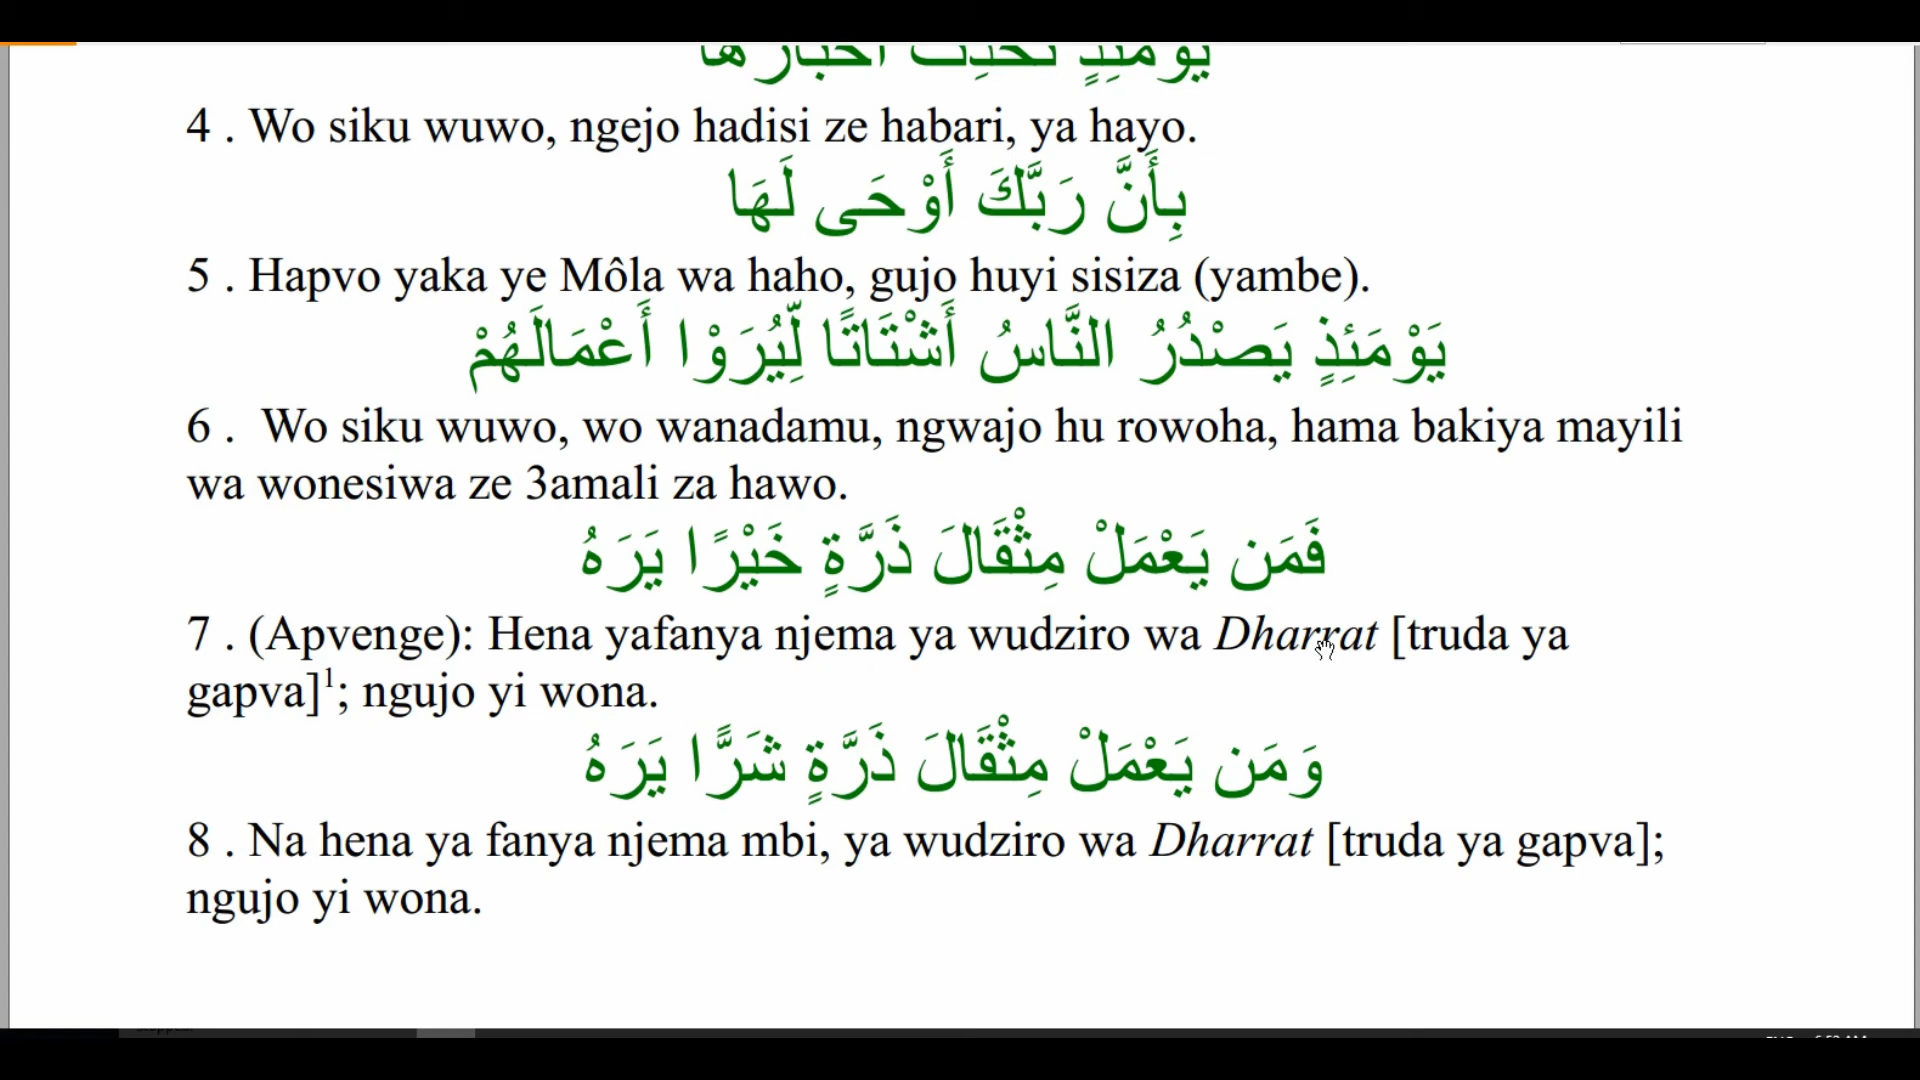 يَوْمَئِذٍ تُحَدِّثُ أَخْبَارَهَا
4 . Wo siku wuwo, ngejo hadisi ze habari, ya hayo.
بِأَنَّ رَبَّكَ أَوْحَى لَهَا
5 . Hapvo yaka ye Môla wa haho, gujo huyi sisiza (yambe).
يَوْمَئِذٍ يَصْدُرُ النَّاسُ أَشْتَاتًا لِّيُرَوْا أَعْمَالَهُمْ
6 .  Wo siku wuwo, wo wanadamu, ngwajo hu rowoha, hama bakiya mayili
wa wonesiwa ze 3amali za hawo.
فَمَن يَعْمَلْ مِثْقَالَ ذَرَّةٍ خَيْرًا يَرَهُ
7 . (Apvenge): Hena yafanya njema ya wudziro wa Dharrat [truda ya
gapva]¹; ngujo yi wona.
وَمَن يَعْمَلْ مِثْقَالَ ذَرَّةٍ شَرًّا يَرَهُ
8 . Na hena ya fanya njema mbi, ya wudziro wa Dharrat [truda ya gapva];
ngujo yi wona.